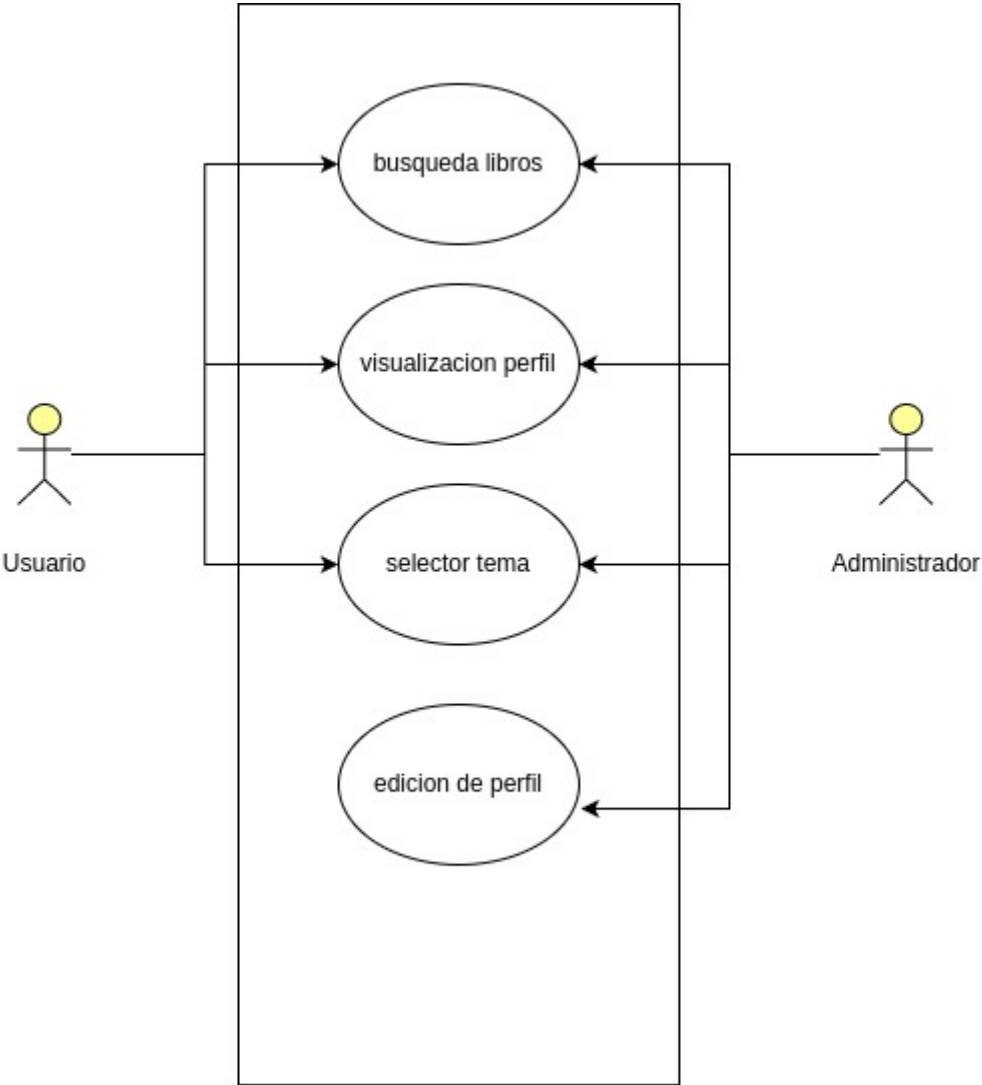 busqueda libros
visualizacion perfil
selector tema
Usuario
Administrador
edicion de perfil